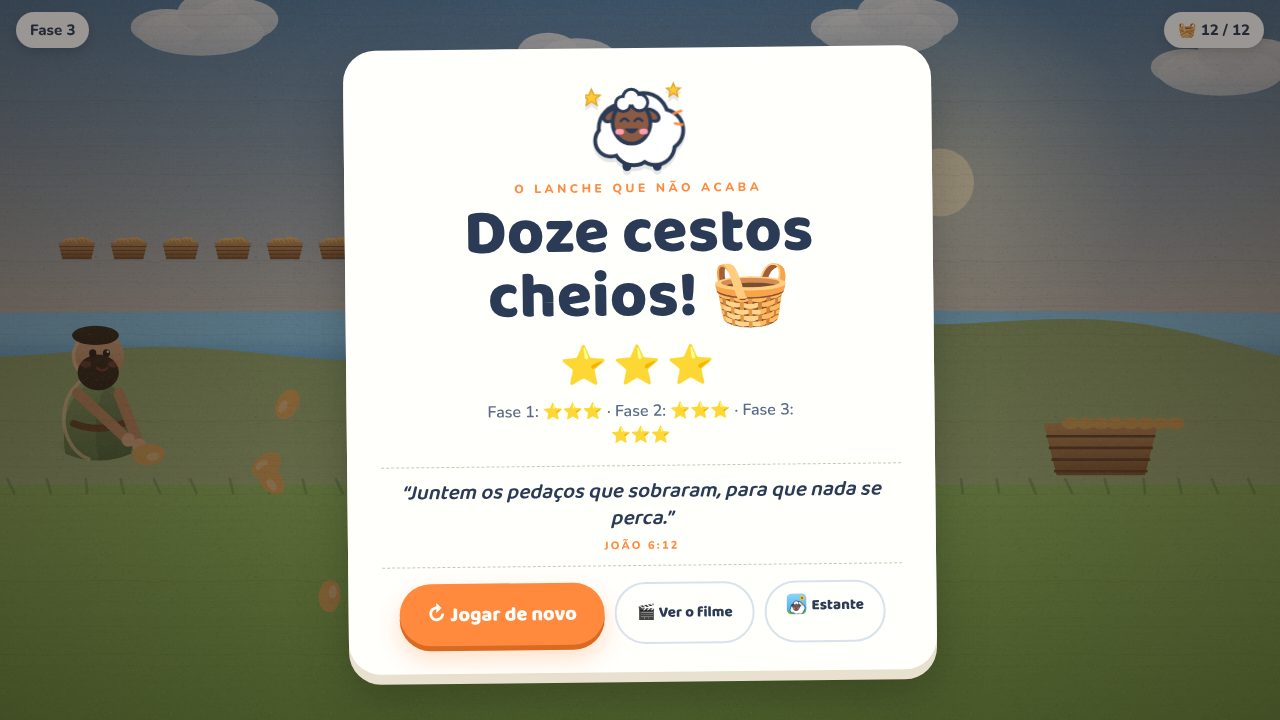 Fase 3
12 / 12
O LANCHE QUE NÃO ACABA
Doze cestos
cheios!
Fase 1: ⭐⭐⭐ · Fase 2: ⭐⭐⭐ · Fase 3:
⭐⭐⭐
“Juntem os pedaços que sobraram, para que nada se
perca.”
JOÃO 6:12
↻ Jogar de novo
Ver o filme
Estante